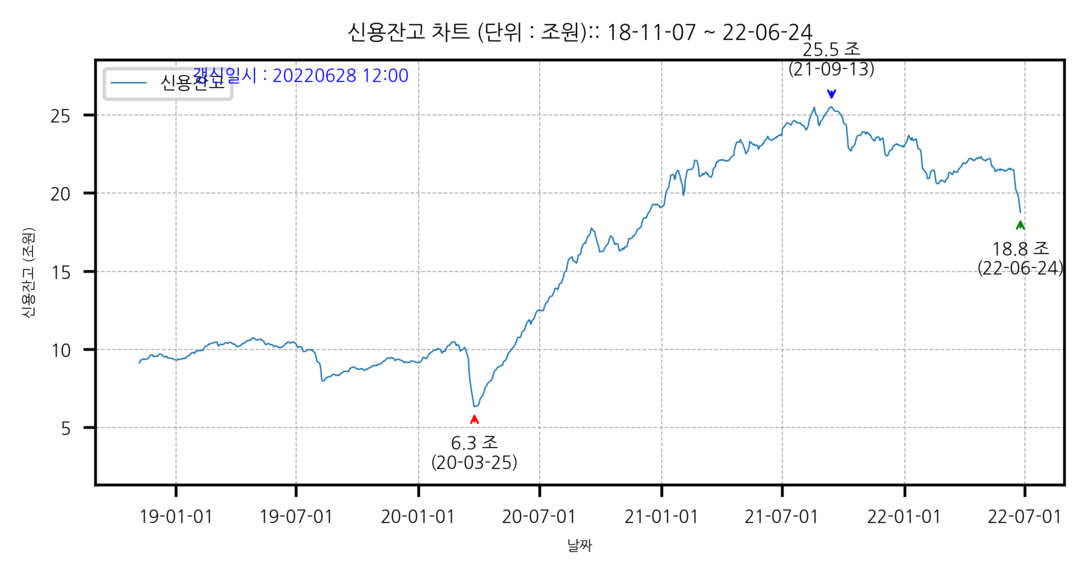 신용잔고 차트 (단위 : 조원):: 18-11-07 ~ 22-06-24
25.5 조
(21-09-13)
갱신일시 : 20220628 12:00
신용잔고
25
20
15
10
5
신용잔고 (조원)
18.8 조
(22-06-24)
6.3 조
(20-03-25)
19-01-01
19-07-01
20-01-01
20-07-01
21-01-01
21-07-01
22-01-01
22-07-01
날짜